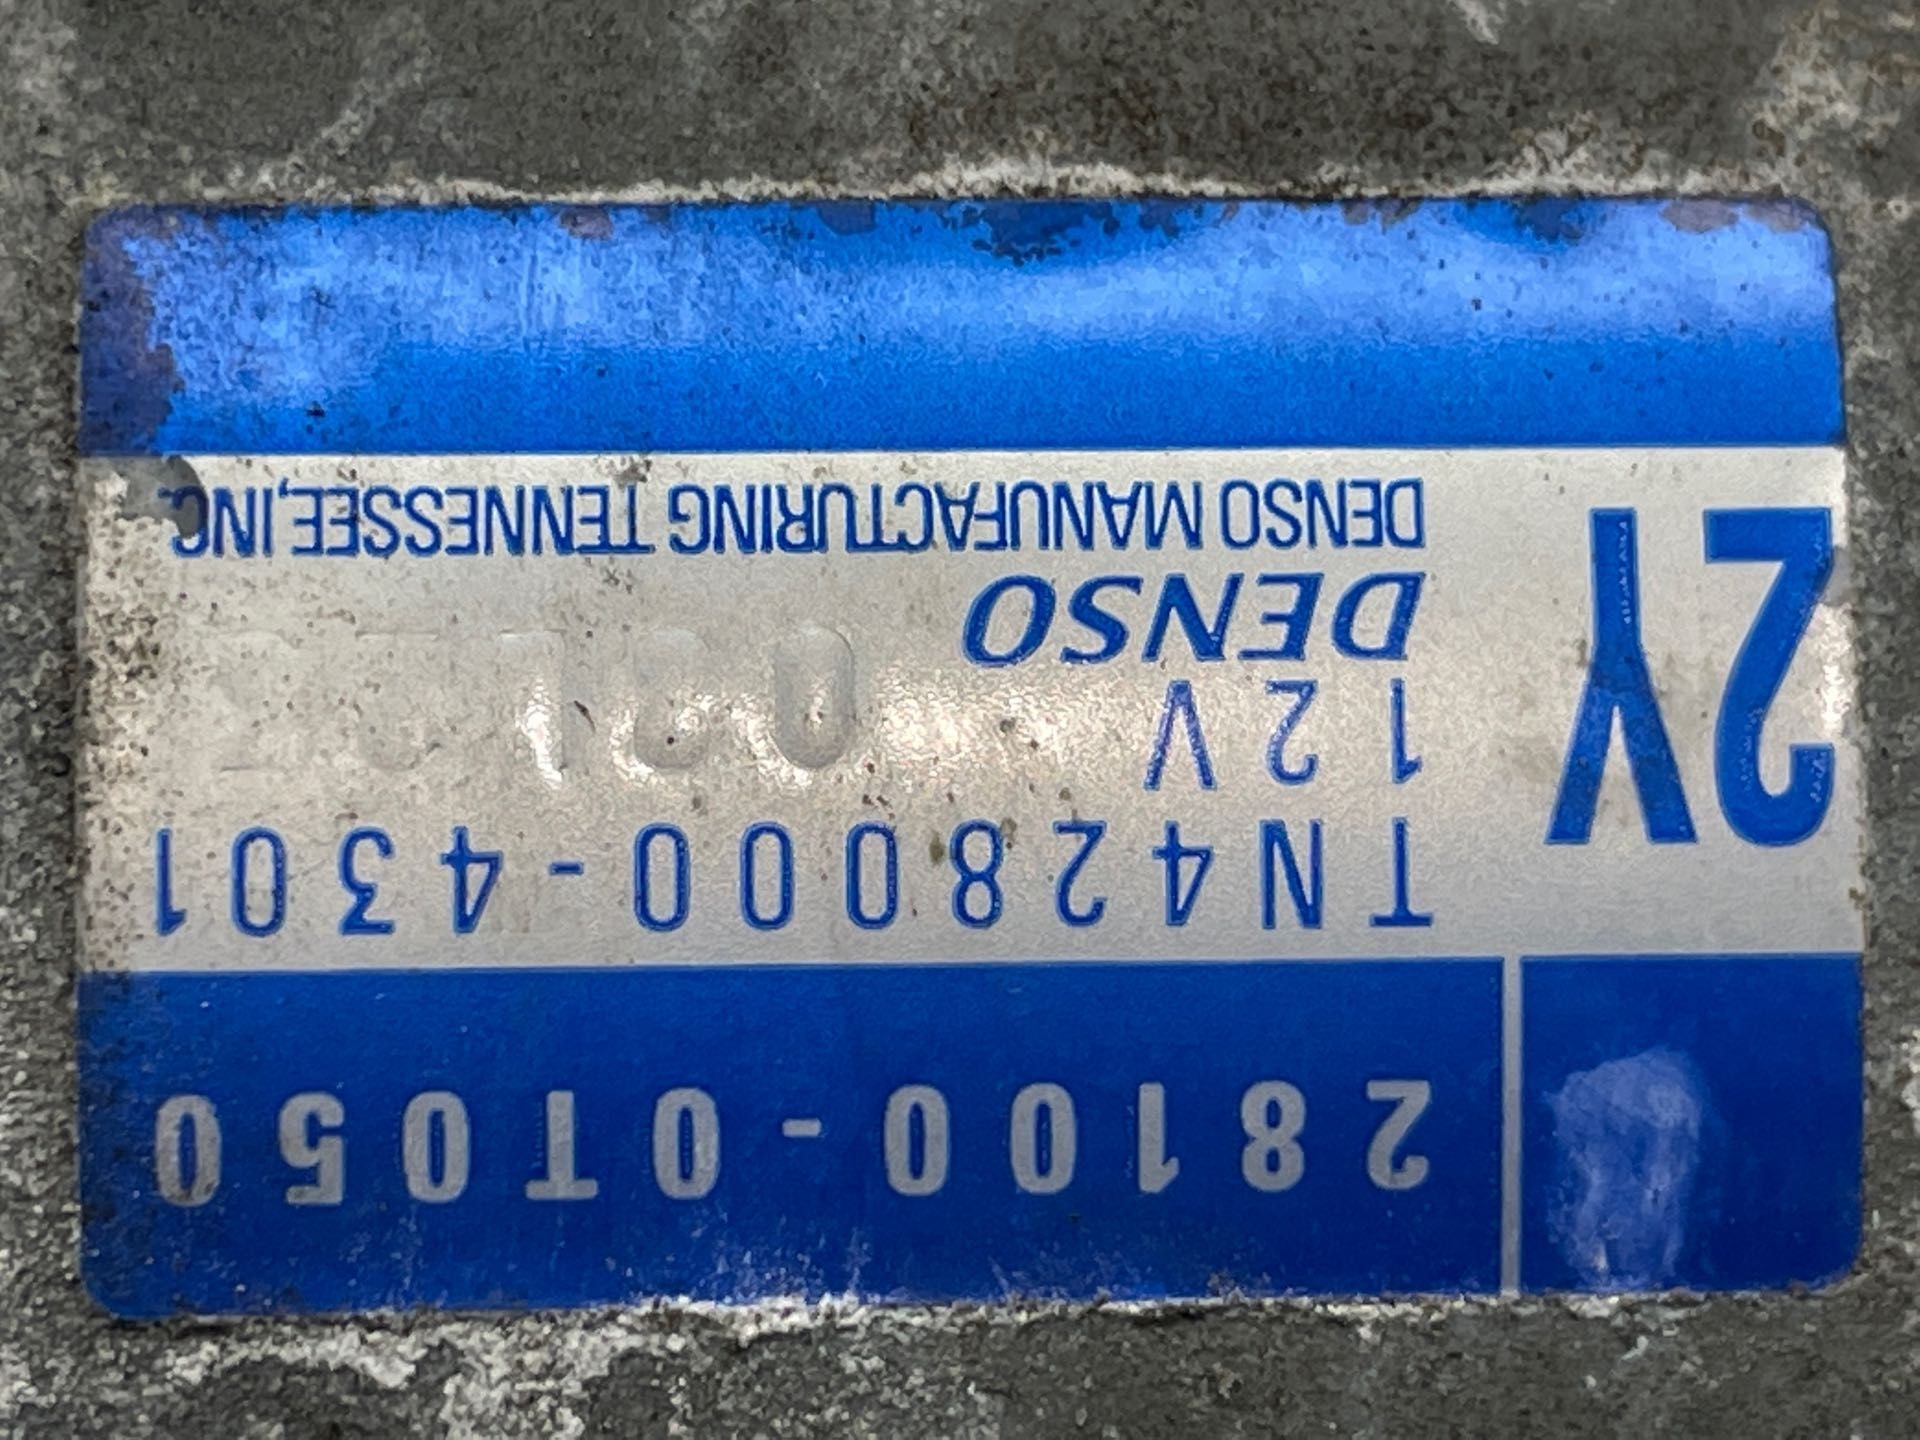 28100-0T050
2Y
TN428000-4301
12V
DENSO
DENSO MANUFACTURING TENNESSEE,INC.